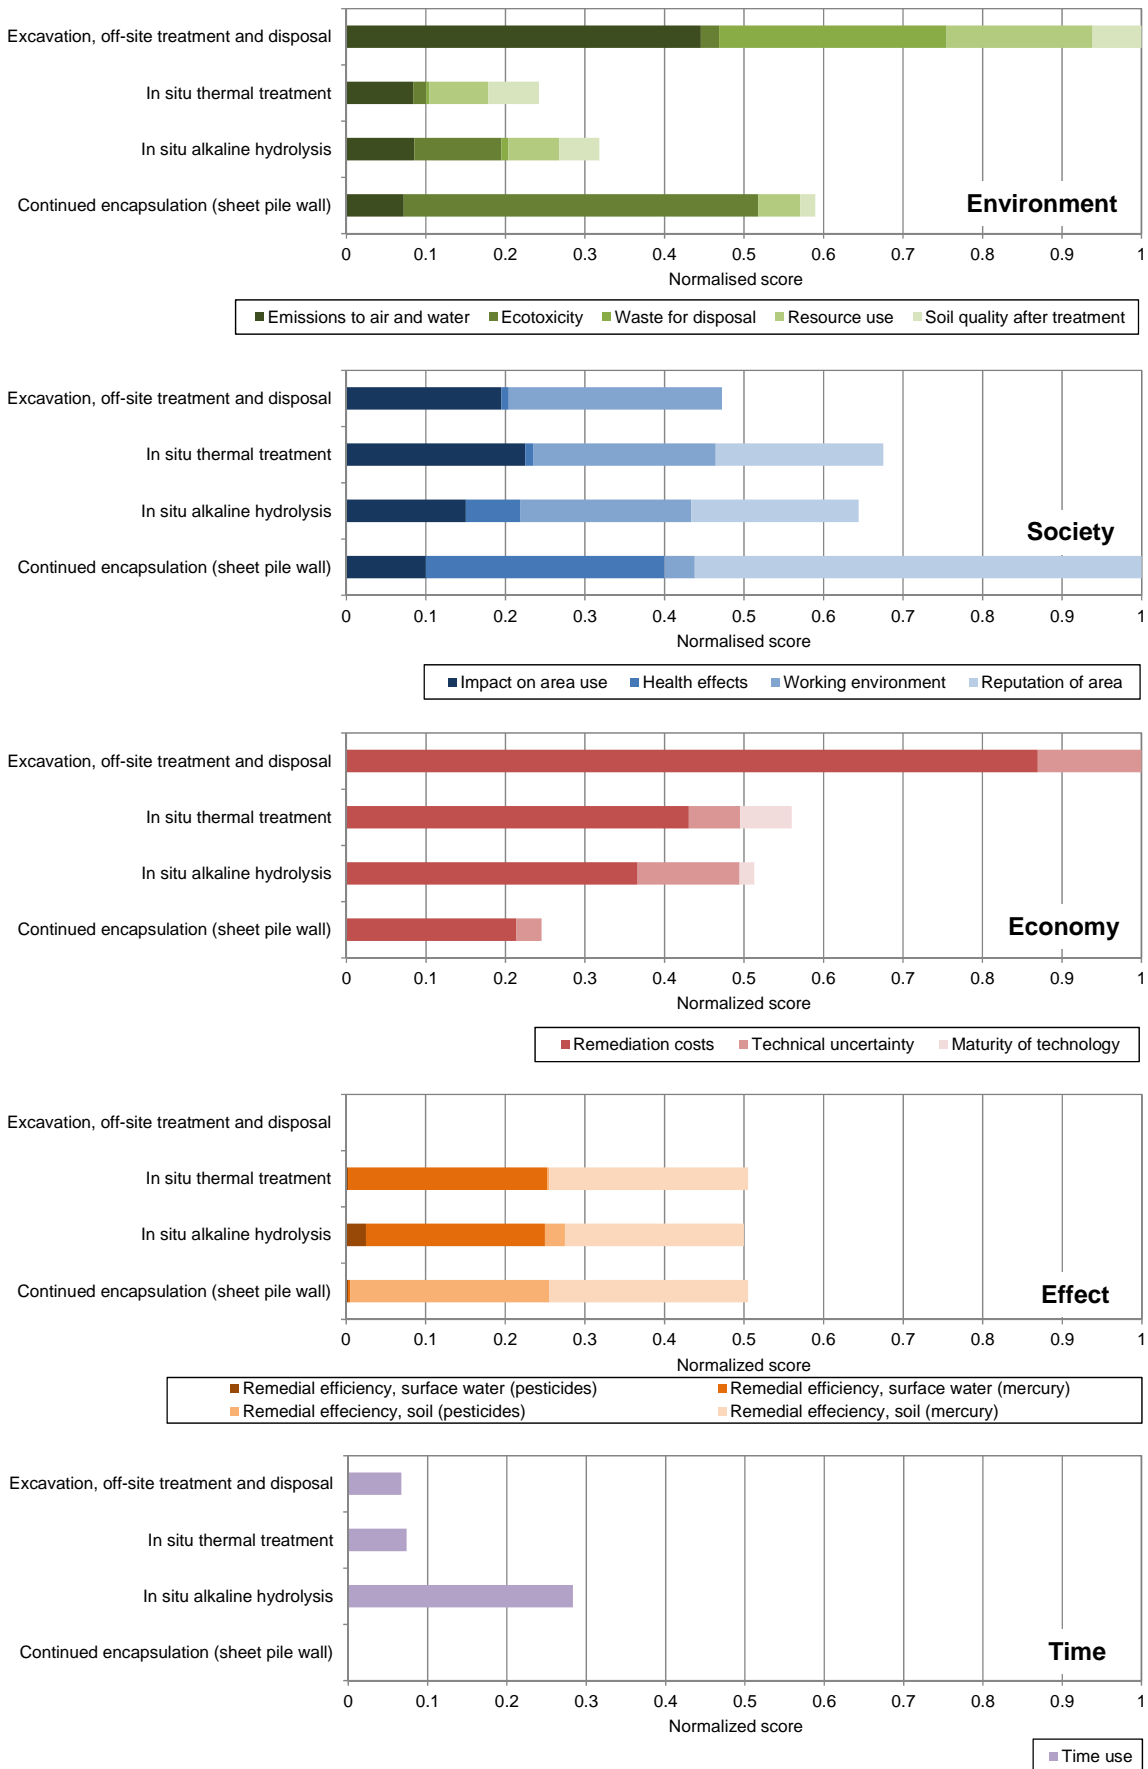 Excavation, off-site treatment and disposal
In situ thermal treatment
In situ alkaline hydrolysis
Continued encapsulation (sheet pile wall)
Environment
0 0.1 0.2 0.3 0.4 0.5 0.6 0.7 0.8 0.9 1
Normalised score
Emissions to air and water Ecotoxicity Waste for disposal Resource use Soil quality after treatment
Excavation, off-site treatment and disposal
In situ thermal treatment
In situ alkaline hydrolysis
Society
Continued encapsulation (sheet pile wall)
0 0.1 0.2 0.3 0.4 0.5 0.6 0.7 0.8 0.9 1
Normalised score
Impact on area use Health effects Working environment Reputation of area
Excavation, off-site treatment and disposal
In situ thermal treatment
In situ alkaline hydrolysis
Continued encapsulation (sheet pile wall)
Economy
0 0.1 0.2 0.3 0.4 0.5 0.6 0.7 0.8 0.9 1
Normalized score
Remediation costs Technical uncertainty Maturity of technology
Excavation, off-site treatment and disposal
In situ thermal treatment
In situ alkaline hydrolysis
Continued encapsulation (sheet pile wall)
Effect
0 0.1 0.2 0.3 0.4 0.5 0.6 0.7 0.8 0.9 1
Normalized score
Remedial efficiency, surface water (pesticides) Remedial efficiency, surface water (mercury)
Remedial effeciency, soil (pesticides) Remedial effeciency, soil (mercury)
Excavation, off-site treatment and disposal
In situ thermal treatment
In situ alkaline hydrolysis
Continued encapsulation (sheet pile wall)
Time
0 0.1 0.2 0.3 0.4 0.5 0.6 0.7 0.8 0.9 1
Normalized score
Time use